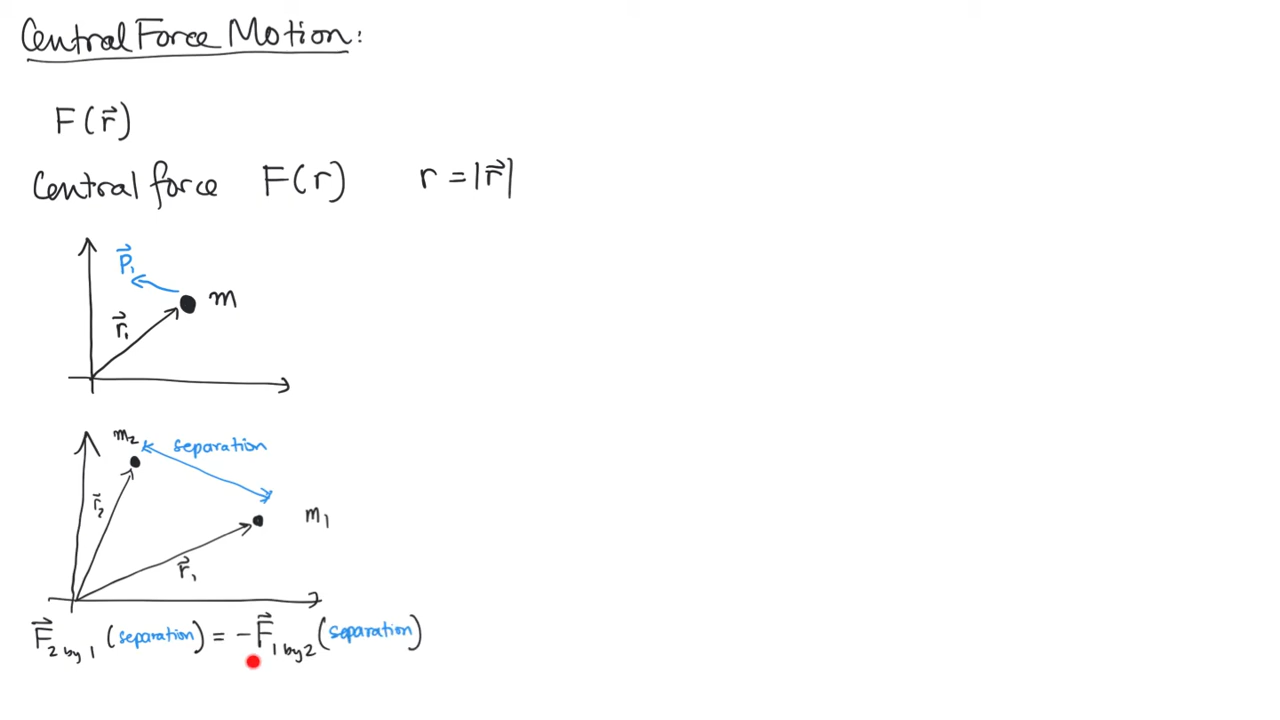 Central Force Motion:
F(r⃗)
Central force F(r) r = |r⃗|
P⃗₁
m
r⃗₁
m₂
separation
r⃗₂
m₁
r⃗₁
F⃗₂ by 1 (separation) = −F⃗₁ by 2 (separation)